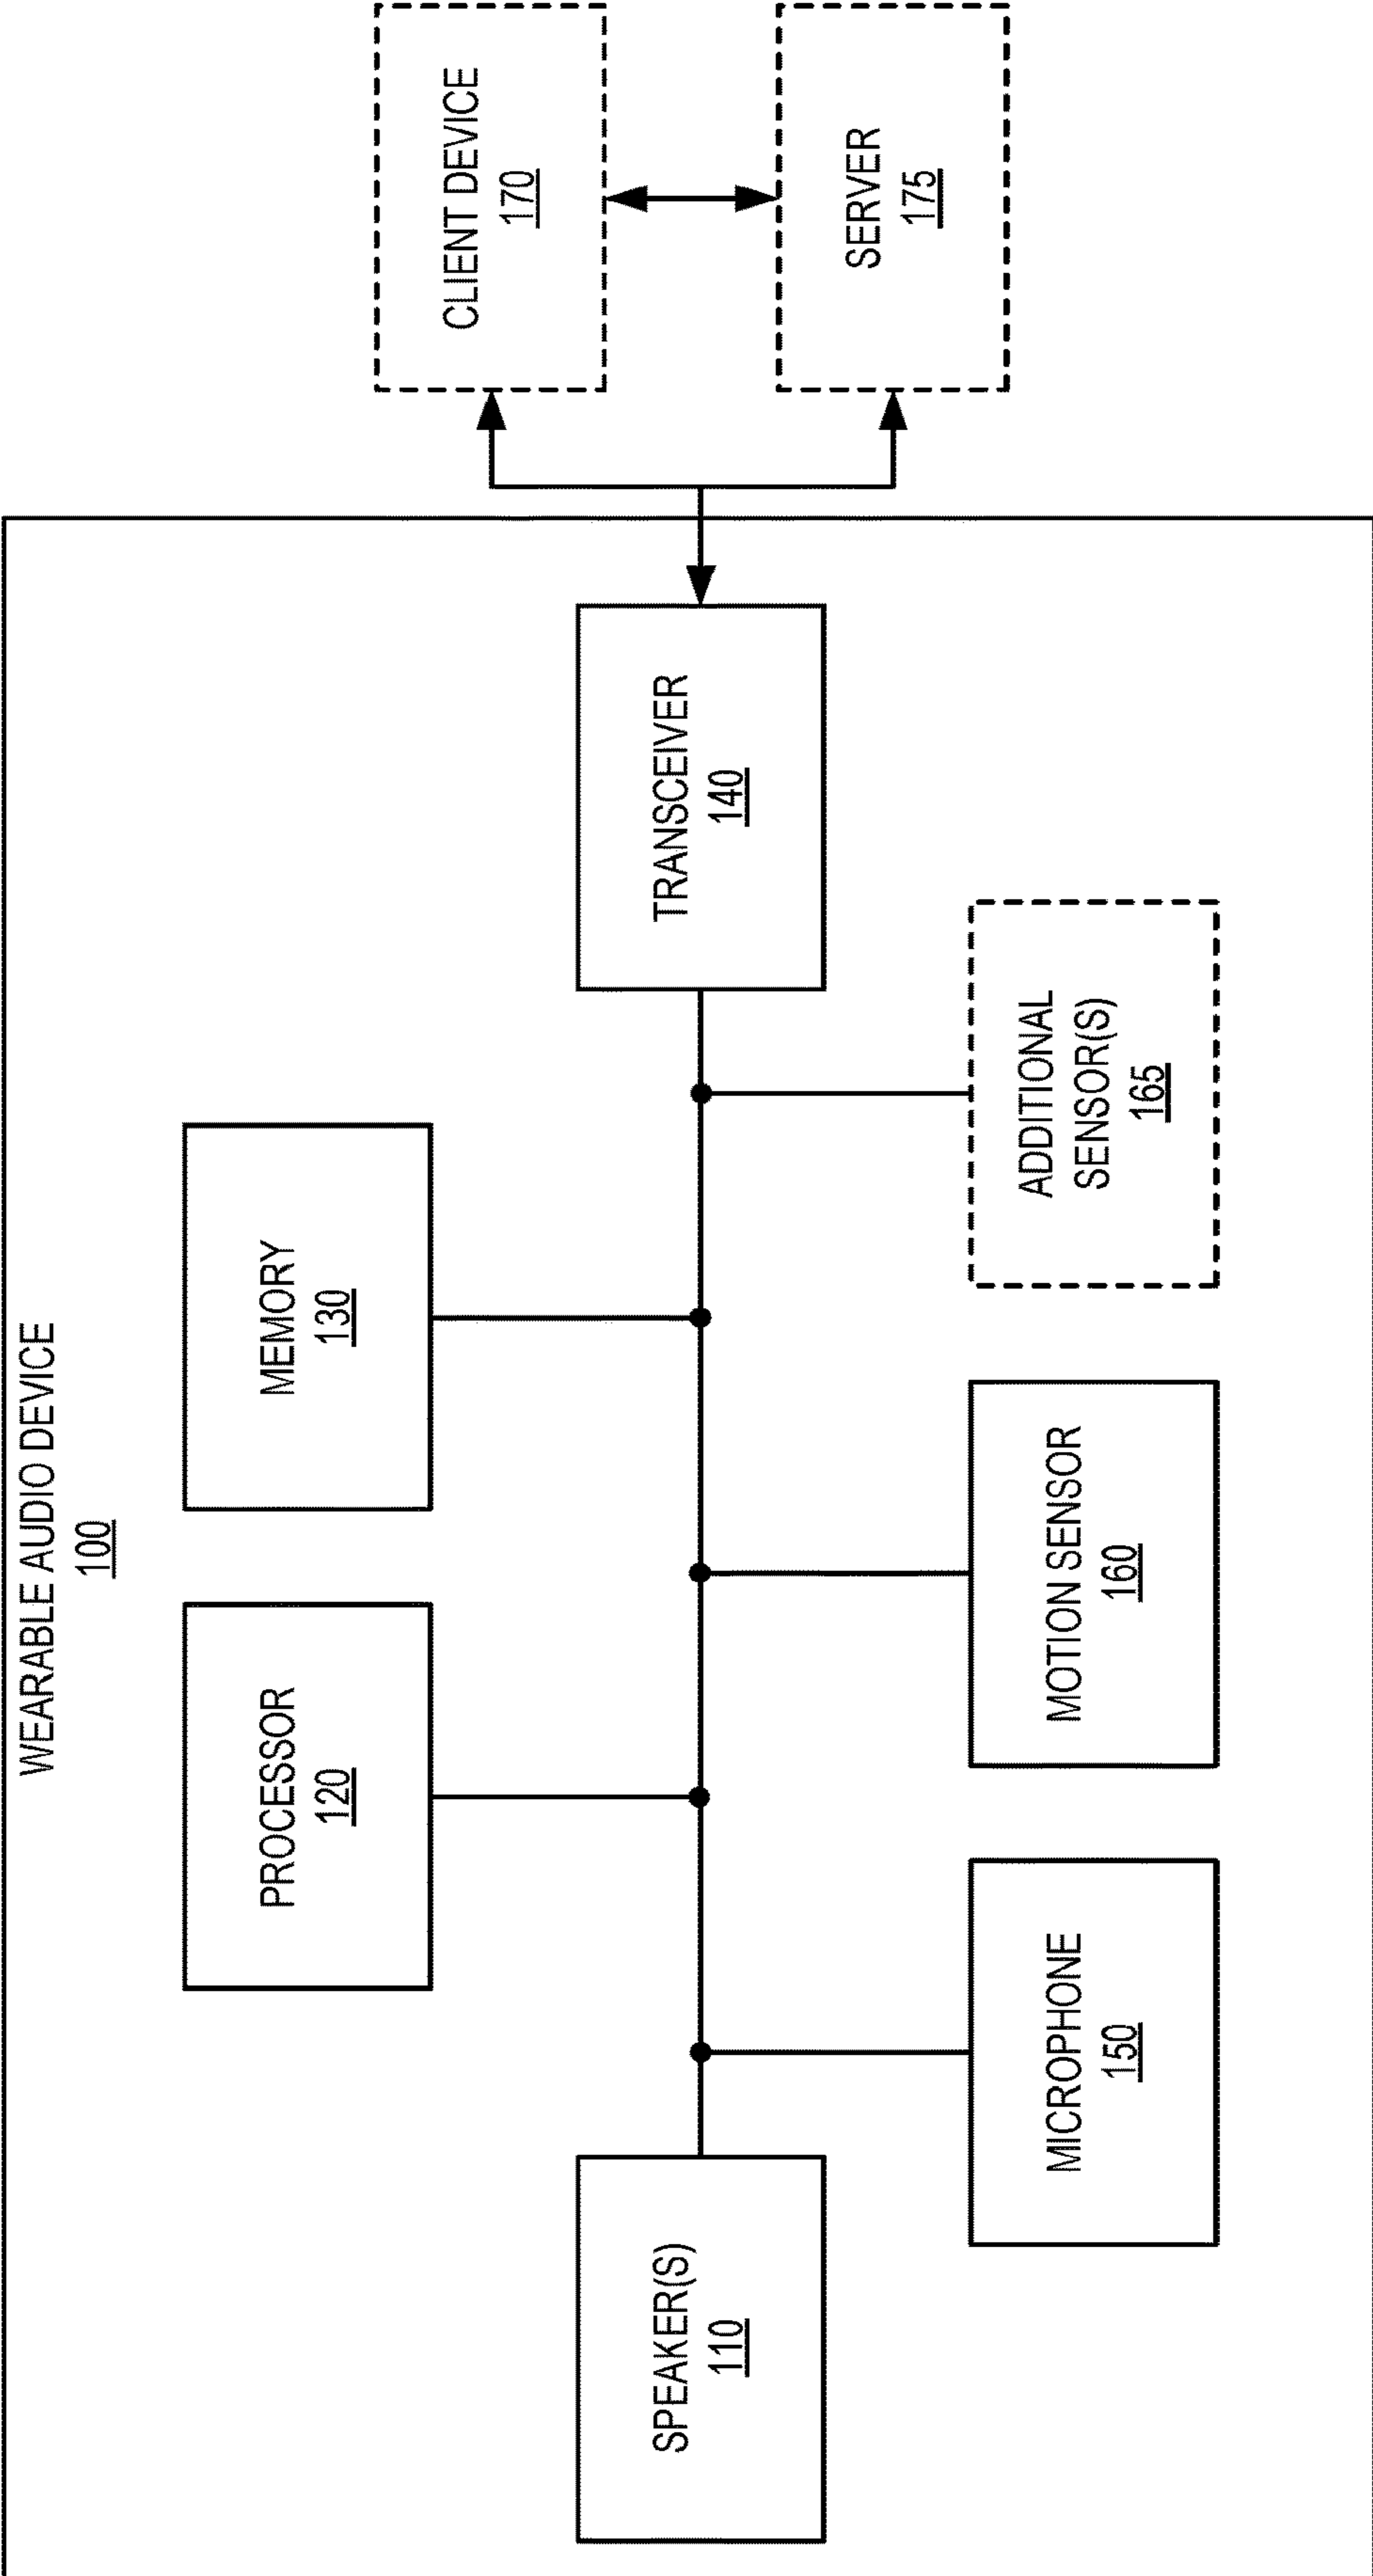 WEARABLE AUDIO DEVICE
100
PROCESSOR
120
MEMORY
130
SPEAKER(S)
110
TRANSCEIVER
140
MICROPHONE
150
MOTION SENSOR
160
ADDITIONAL
SENSOR(S)
165
CLIENT DEVICE
170
SERVER
175